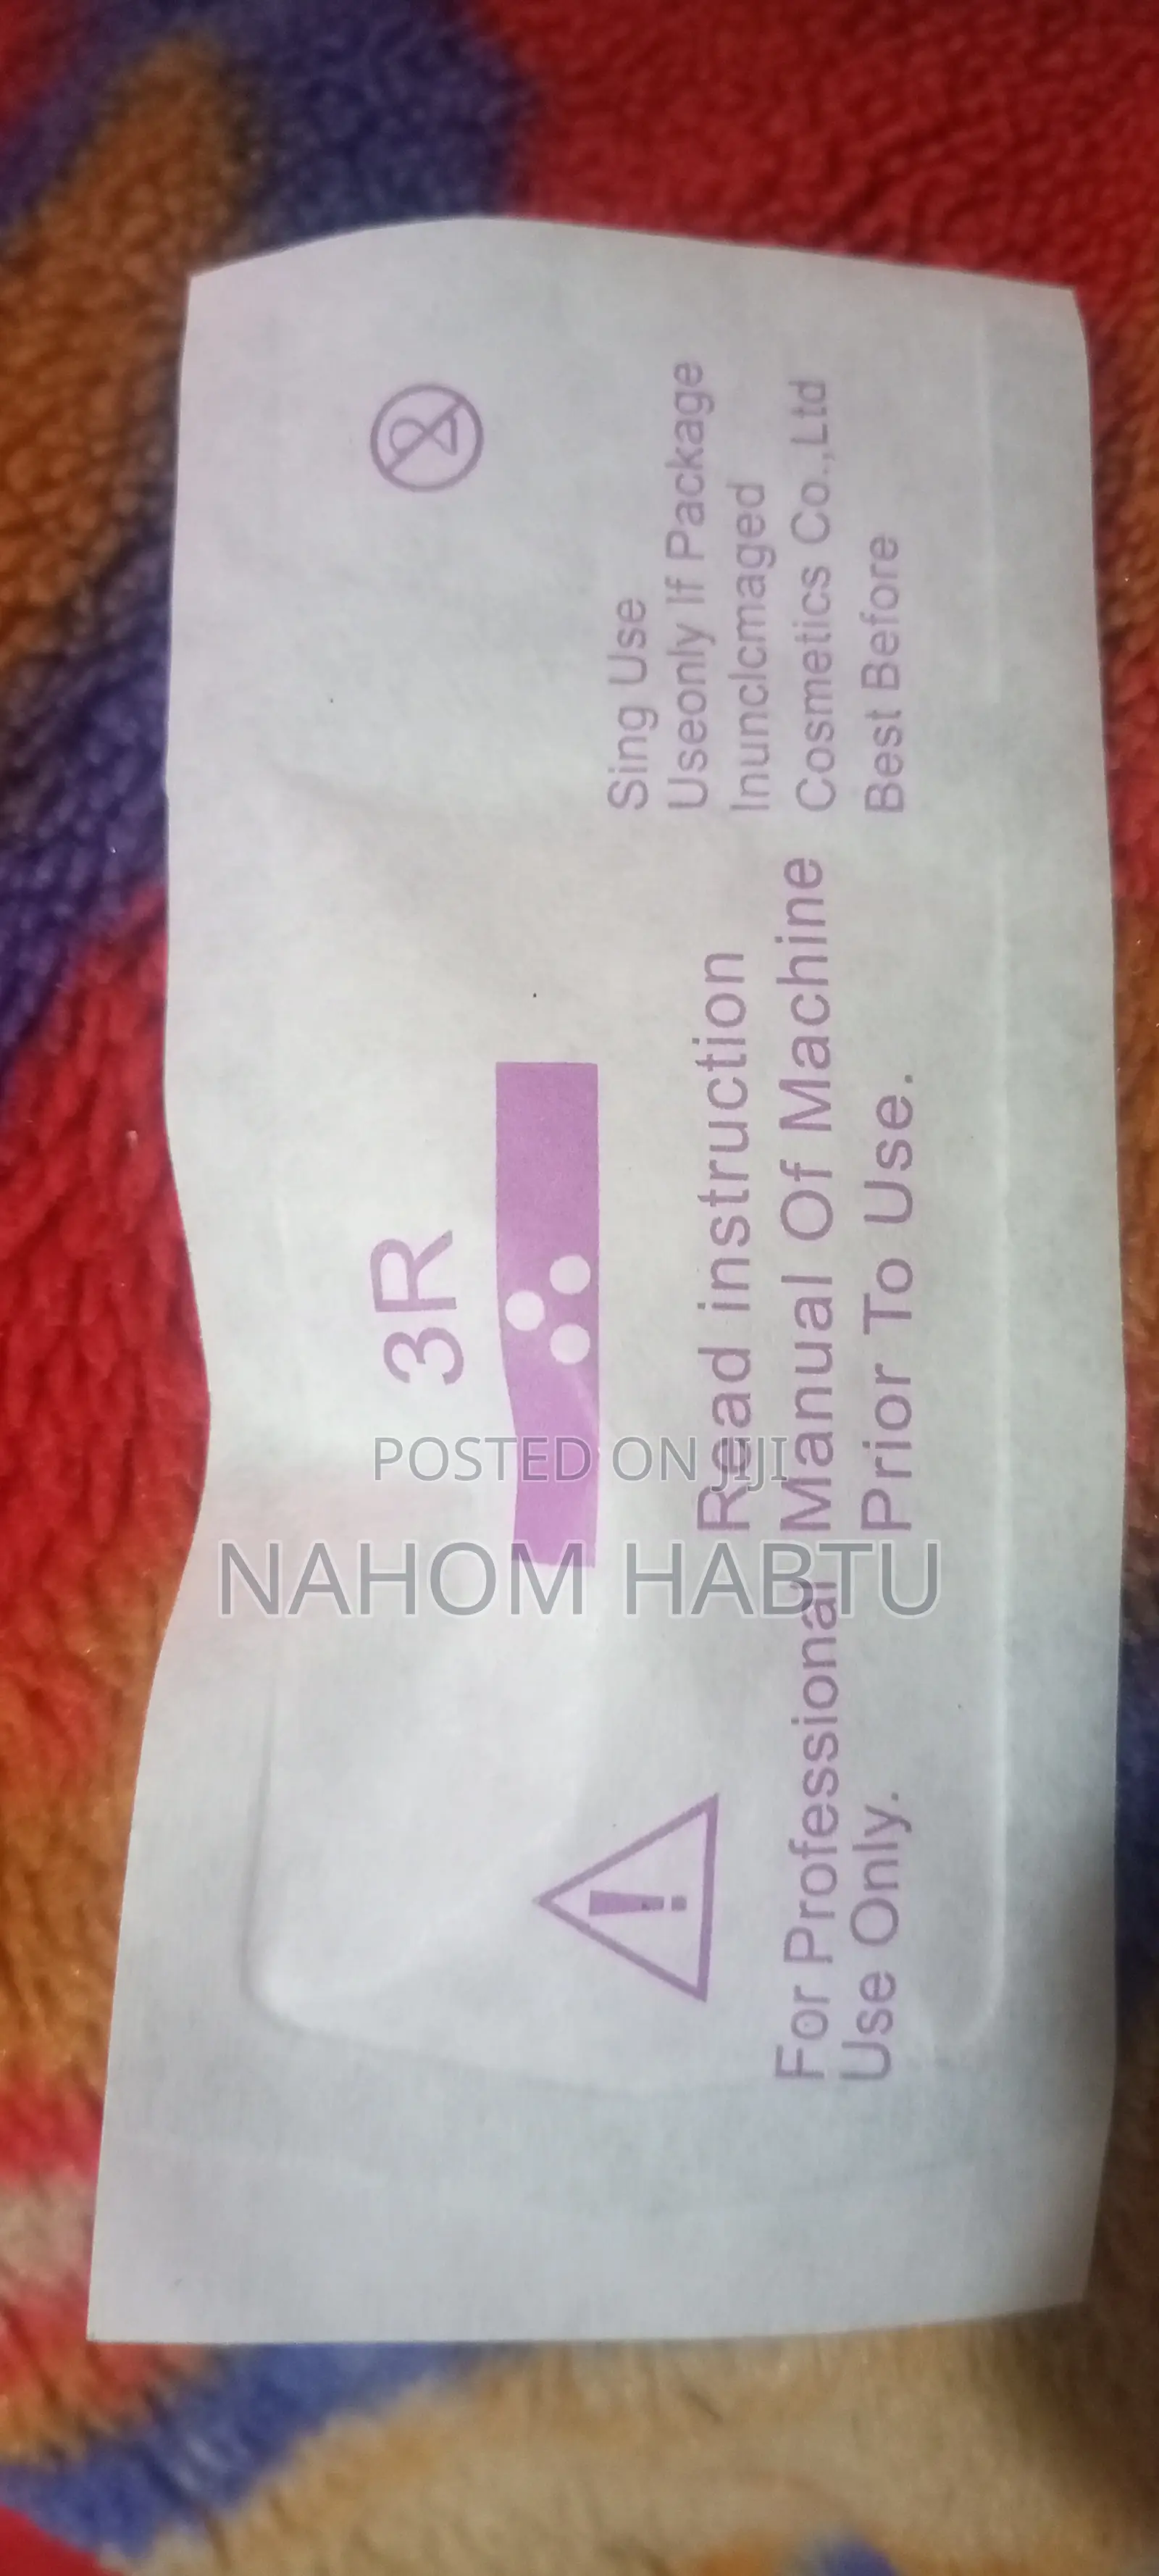 3R
For Professional
Use Only.
Read instruction
Manual Of Machine
Prior To Use.
Sing Use
Useonly If Package
Inunclcmaged
Cosmetics Co.,Ltd
Best Before
POSTED ON JIJI
NAHOM HABTU